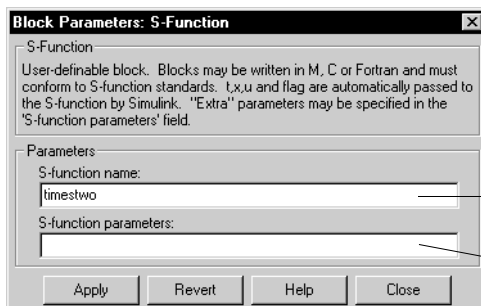 Block Parameters: S-Function
S-Function
User-definable block. Blocks may be written in M, C or Fortran and must
conform to S-function standards. t,x,u and flag are automatically passed to
the S-function by Simulink. "Extra" parameters may be specified in the
'S-function parameters' field.
Parameters
S-function name:
timestwo
S-function parameters:
Apply Revert Help Close